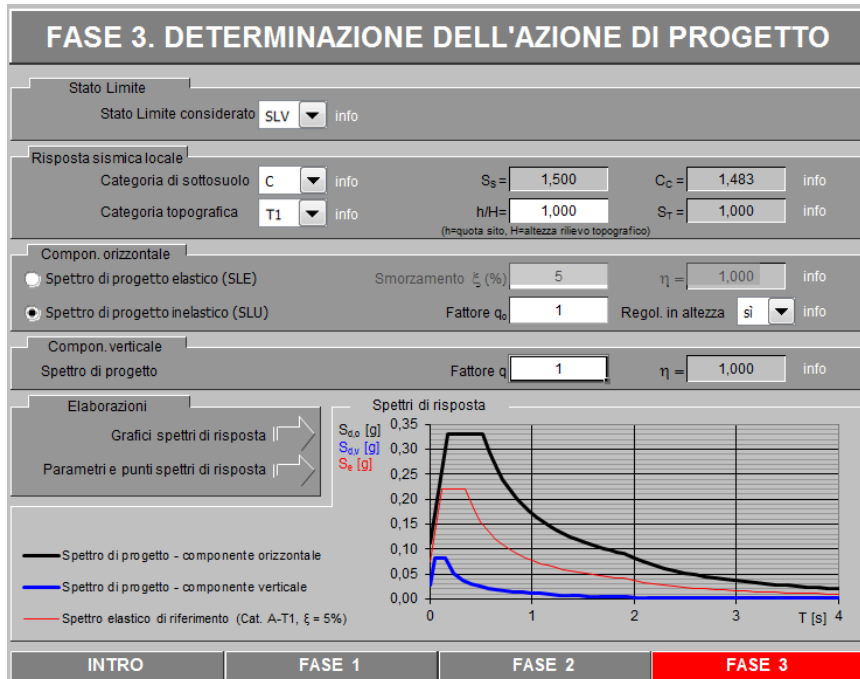 FASE 3. DETERMINAZIONE DELL'AZIONE DI PROGETTO
Stato Limite
Stato Limite considerato SLV info
Risposta sismica locale
Categoria di sottosuolo C info S_S = 1,500 C_C = 1,483 info
Categoria topografica T1 info h/H= 1,000 S_T = 1,000 info
(h=quota sito, H=altezza rilievo topografico)
Compon. orizzontale
Spettro di progetto elastico (SLE) Smorzamento ξ (%) 5 η = 1,000 info
Spettro di progetto inelastico (SLU) Fattore q_o 1 Regol. in altezza sì info
Compon. verticale
Spettro di progetto Fattore q 1 η = 1,000 info
Elaborazioni
Grafici spettri di risposta
Parametri e punti spettri di risposta
Spettri di risposta
S_d,o [g]
S_d,v [g]
S_e [g]
0,35
0,30
0,25
0,20
0,15
0,10
0,05
0,00
0 1 2 3 T [s] 4
Spettro di progetto - componente orizzontale
Spettro di progetto - componente verticale
Spettro elastico di riferimento (Cat. A-T1, ξ = 5%)
INTRO FASE 1 FASE 2 FASE 3